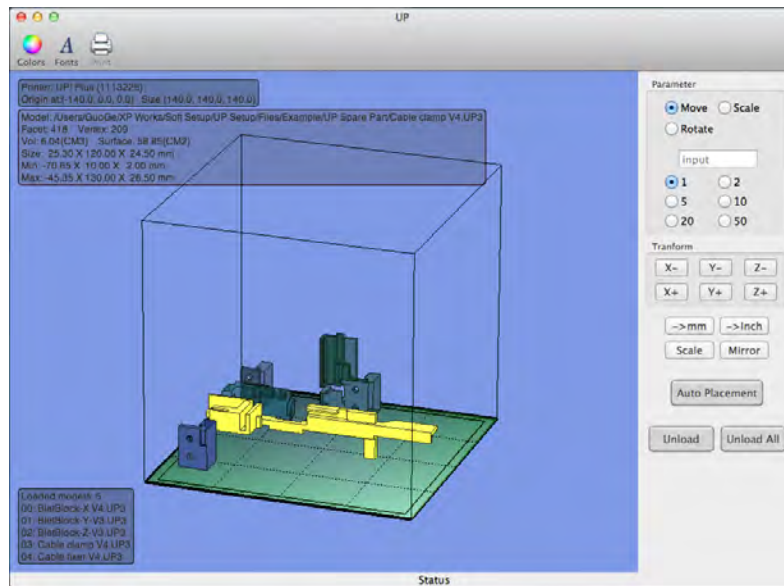 UP
Colors Fonts Print
Printer: UP! Plus (1113226)
Origin at:(-140.0, 0.0, 0.0) Size (140.0, 140.0, 140.0)
Model: /Users/GuoGe/XP Works/Soft Setup/UP Setup/Files/Example/UP Spare Part/Cable clamp V4.UP3
Facet: 418 Vertex: 209
Vol: 6.04(CM3) Surface: 58.85(CM2)
Size: 25.30 X 120.00 X 24.50 mm
Min: -70.65 X 10.00 X 2.00 mm
Max: -45.35 X 130.00 X 26.50 mm
Parameter
Move Scale
Rotate
input
1 2
5 10
20 50
Tranform
X- Y- Z-
X+ Y+ Z+
->mm ->Inch
Scale Mirror
Auto Placement
Unload Unload All
Loaded models 5
00: BletBlock-X V4.UP3
01: BletBlock-Y-V3.UP3
02: BletBlock-Z-V3.UP3
03: Cable clamp V4.UP3
04: Cable fixer V4.UP3
Status